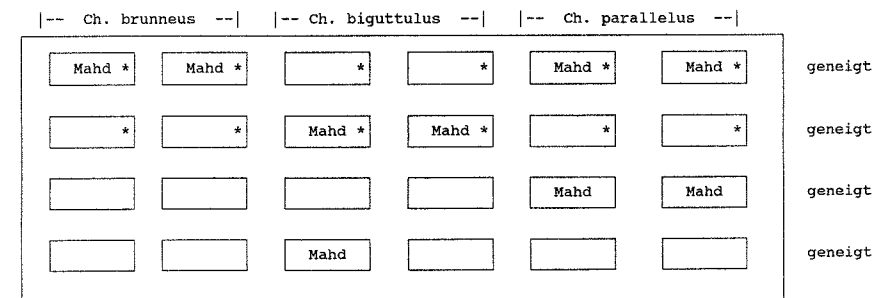 |-- Ch. brunneus --| |-- Ch. biguttulus --| |-- Ch. parallelus --|
Mahd * Mahd * * * Mahd * Mahd * geneigt
* * Mahd * Mahd * * * geneigt
Mahd Mahd geneigt
Mahd geneigt